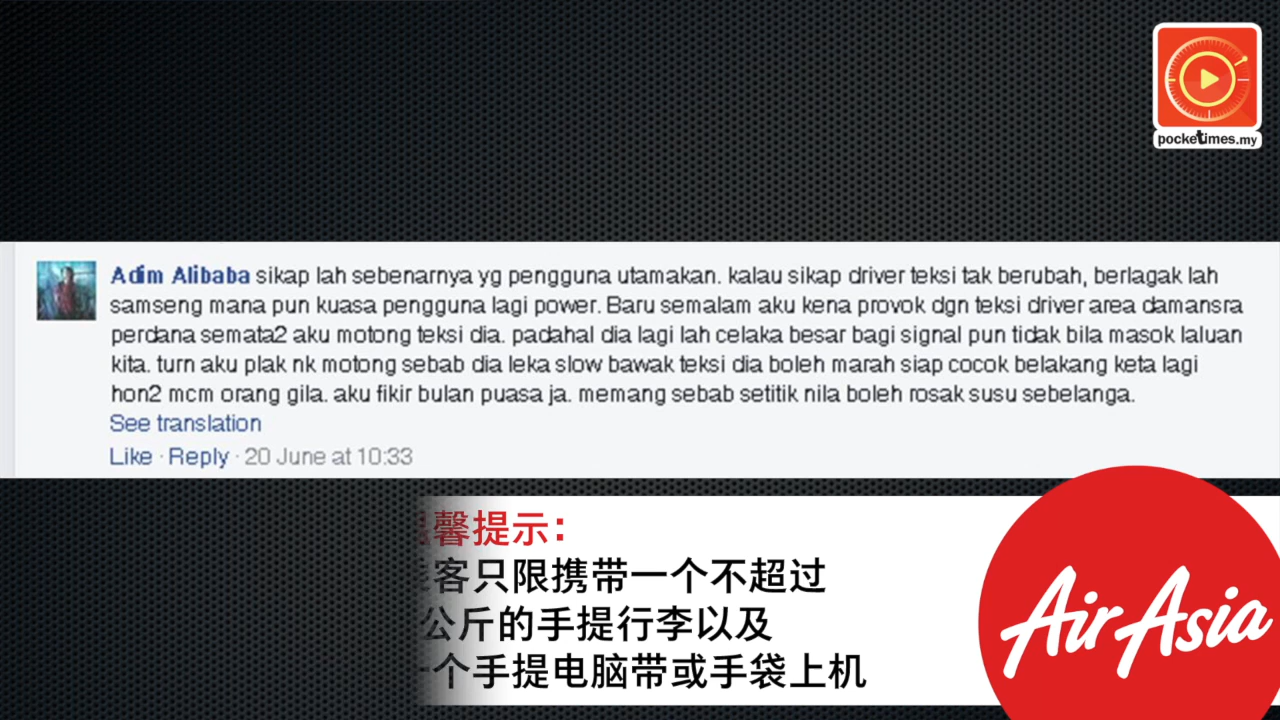 pocketimes.my
Adim Alibaba sikap lah sebenarnya yg pengguna utamakan. kalau sikap driver teksi tak berubah, berlagak lah
samseng mana pun kuasa pengguna lagi power. Baru semalam aku kena provok dgn teksi driver area damansra
perdana semata2 aku motong teksi dia. padahal dia lagi lah celaka besar bagi signal pun tidak bila masok laluan
kita. turn aku plak nk motong sebab dia leka slow bawak teksi dia boleh marah siap cocok belakang keta lagi
hon2 mcm orang gila. aku fikir bulan puasa ja. memang sebab setitik nila boleh rosak susu sebelanga.
See translation
Like · Reply · 20 June at 10:33
馨提示：
客只限携带一个不超过
公斤的手提行李以及
一个手提电脑带或手袋上机
AirAsia